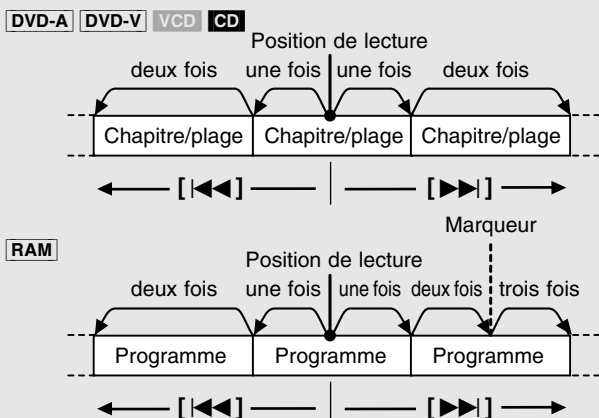 DVD-A DVD-V VCD CD
Position de lecture
deux fois une fois une fois deux fois
Chapitre/plage Chapitre/plage Chapitre/plage
[|◀◀] [▶▶|]
Marqueur
RAM
Position de lecture
deux fois une fois une fois deux fois trois fois
Programme Programme Programme
[|◀◀] [▶▶|]